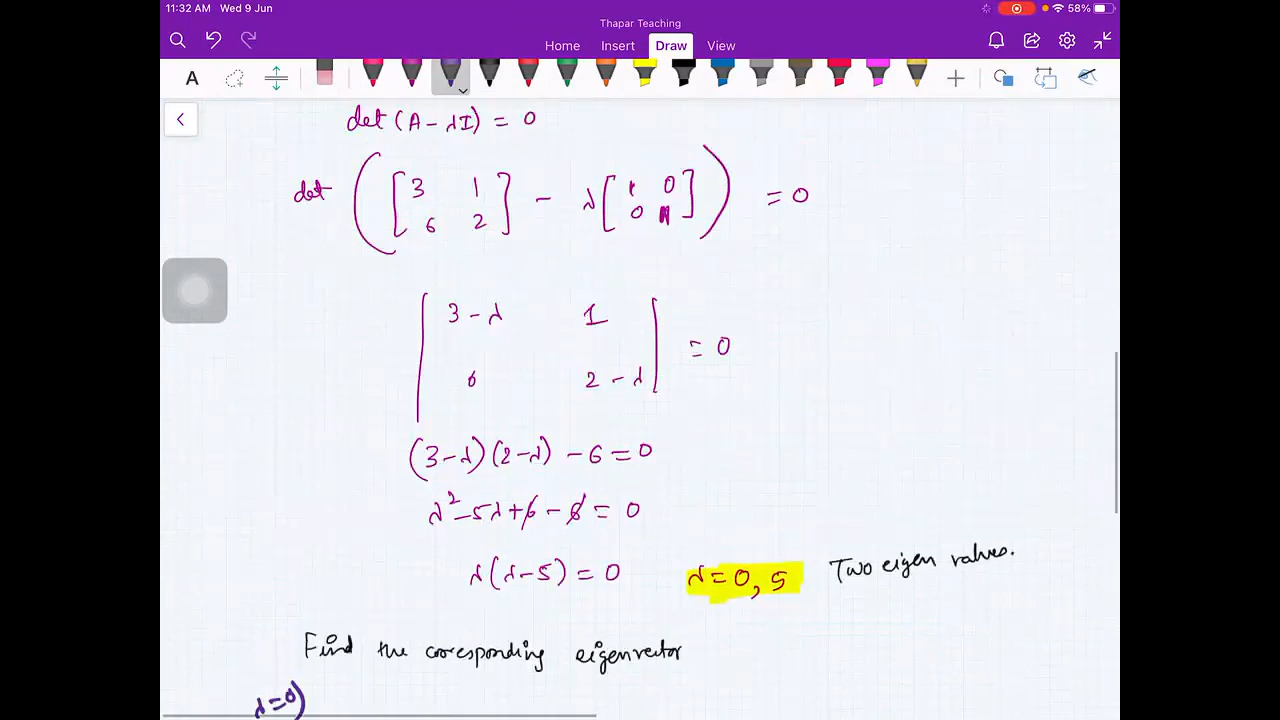 11:32 AM Wed 9 Jun
58%
Thapar Teaching
Home Insert Draw View
A
det (A - λI) = 0
det ( [ 3 1 - λ [ 1 0 ) = 0
6 2 ] 0 1 ]
3 - λ 1
= 0
6 2 - λ
(3 - λ)(2 - λ) - 6 = 0
λ² - 5λ + 6 - 6 = 0
λ(λ - 5) = 0 λ = 0, 5 Two eigen values.
Find the corresponding eigenvector
λ = 0)